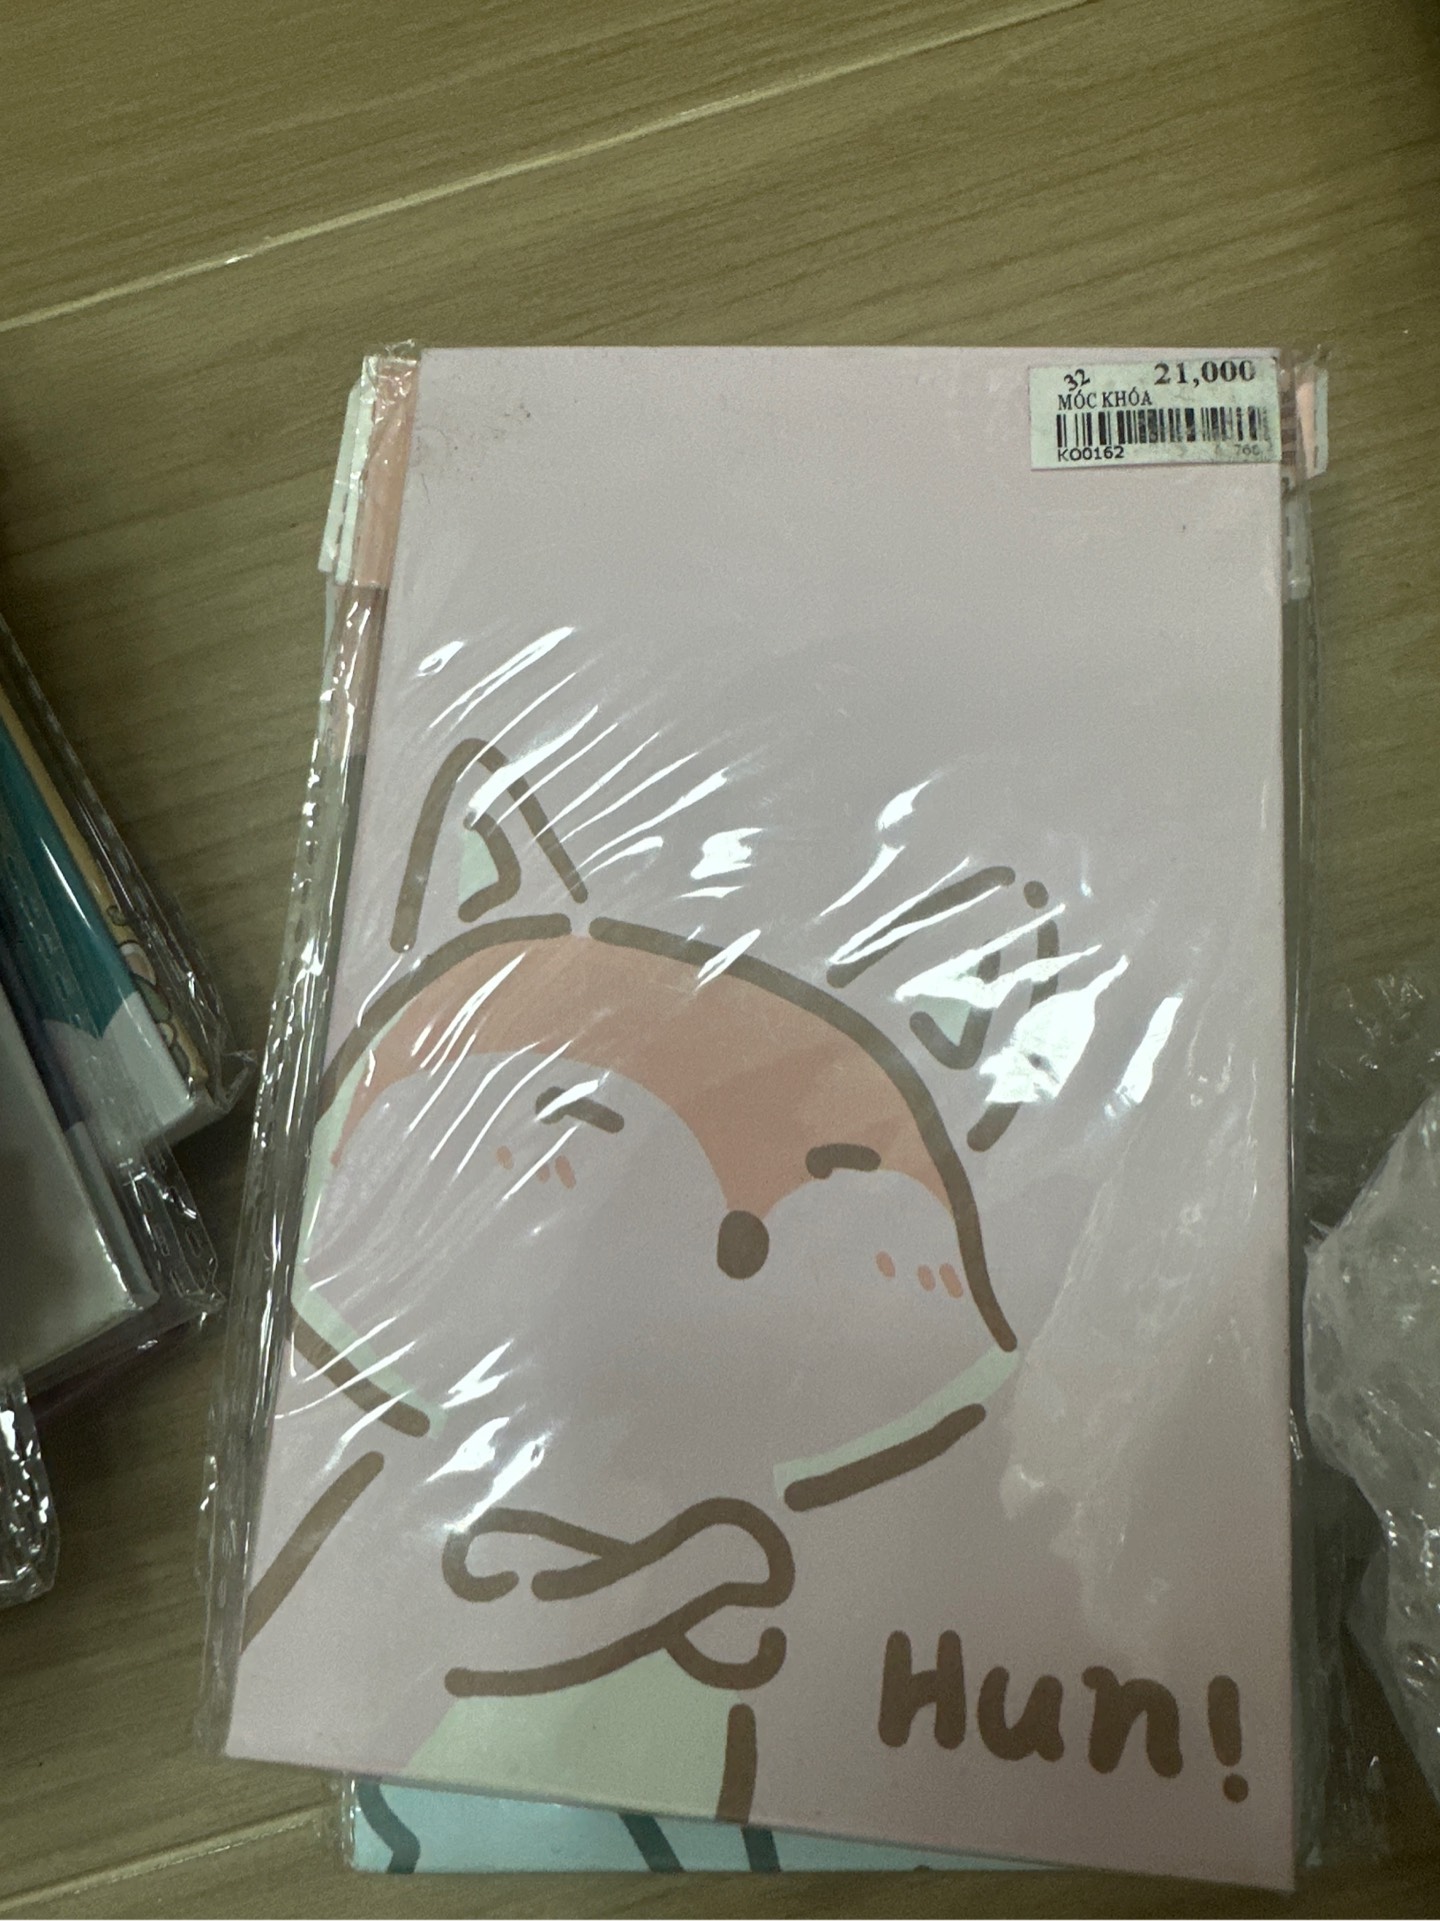 32 21,000
MÓC KHÓA
KO0162
Hun!